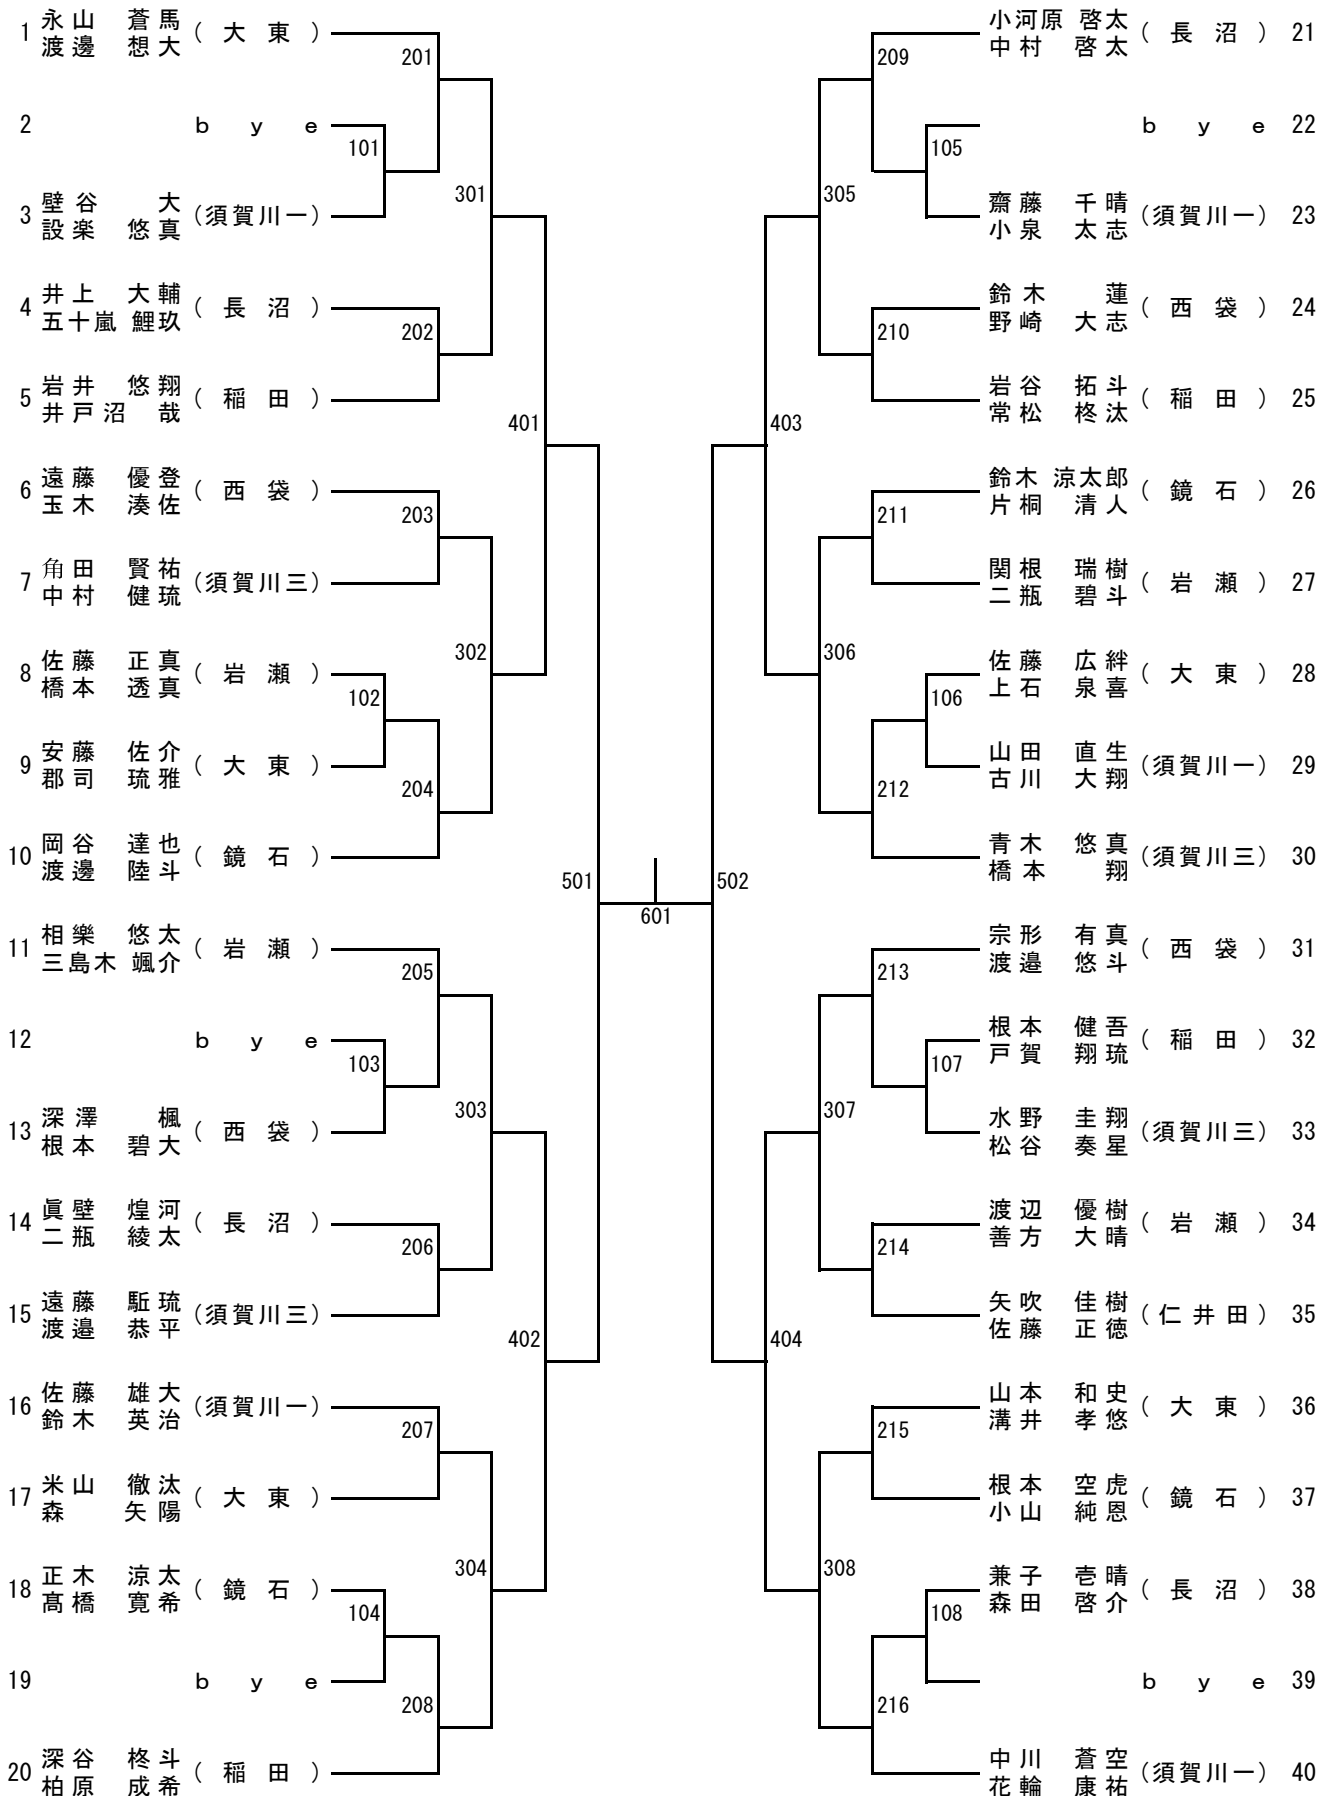 1 永山 蒼馬 (大東)
渡邊 想大
201
2 bye
101
3 壁谷 大 (須賀川一)
設楽 悠真
301
4 井上 大輔 (長沼)
五十嵐 鯉玖
202
5 岩井 悠翔 (稲田)
井戸沼 哉
401
6 遠藤 優登 (西袋)
玉木 湊佐
203
7 角田 賢祐 (須賀川三)
中村 健琉
302
8 佐藤 正真 (岩瀬)
橋本 透真
102
9 安藤 佐介 (大東)
郡司 琉雅
204
10 岡谷 達也 (鏡石)
渡邊 陸斗
501
11 相樂 悠太 (岩瀬)
三島木 颯介
205
12 bye
103
13 深澤 楓 (西袋)
根本 碧大
303
14 眞壁 煌河 (長沼)
二瓶 綾太
206
15 遠藤 駈琉 (須賀川三)
渡邉 恭平
402
16 佐藤 雄大 (須賀川一)
鈴木 英治
207
17 米山 徹汰 (大東)
森 矢陽
304
18 正木 涼太 (鏡石)
髙橋 寛希
104
19 bye
208
20 深谷 柊斗 (稲田)
柏原 成希
601
小河原 啓太 (長沼) 21
中村 啓太
209
bye 22
105
齋藤 千晴 (須賀川一) 23
小泉 太志
305
鈴木 蓮 (西袋) 24
野崎 大志
210
岩谷 拓斗 (稲田) 25
常松 柊汰
403
鈴木 涼太郎 (鏡石) 26
片桐 清人
211
関根 瑞樹 (岩瀬) 27
二瓶 碧斗
306
佐藤 広絆 (大東) 28
上石 泉喜
106
山田 直生 (須賀川一) 29
古川 大翔
212
青木 悠真 (須賀川三) 30
橋本 翔
502
宗形 有真 (西袋) 31
渡邉 悠斗
213
根本 健吾 (稲田) 32
戸賀 翔琉
107
水野 圭翔 (須賀川三) 33
松谷 奏星
307
渡辺 優樹 (岩瀬) 34
善方 大晴
214
矢吹 佳樹 (仁井田) 35
佐藤 正徳
404
山本 和史 (大東) 36
溝井 孝悠
215
根本 空虎 (鏡石) 37
小山 純恩
308
兼子 壱晴 (長沼) 38
森田 啓介
108
bye 39
216
中川 蒼空 (須賀川一) 40
花輪 康祐